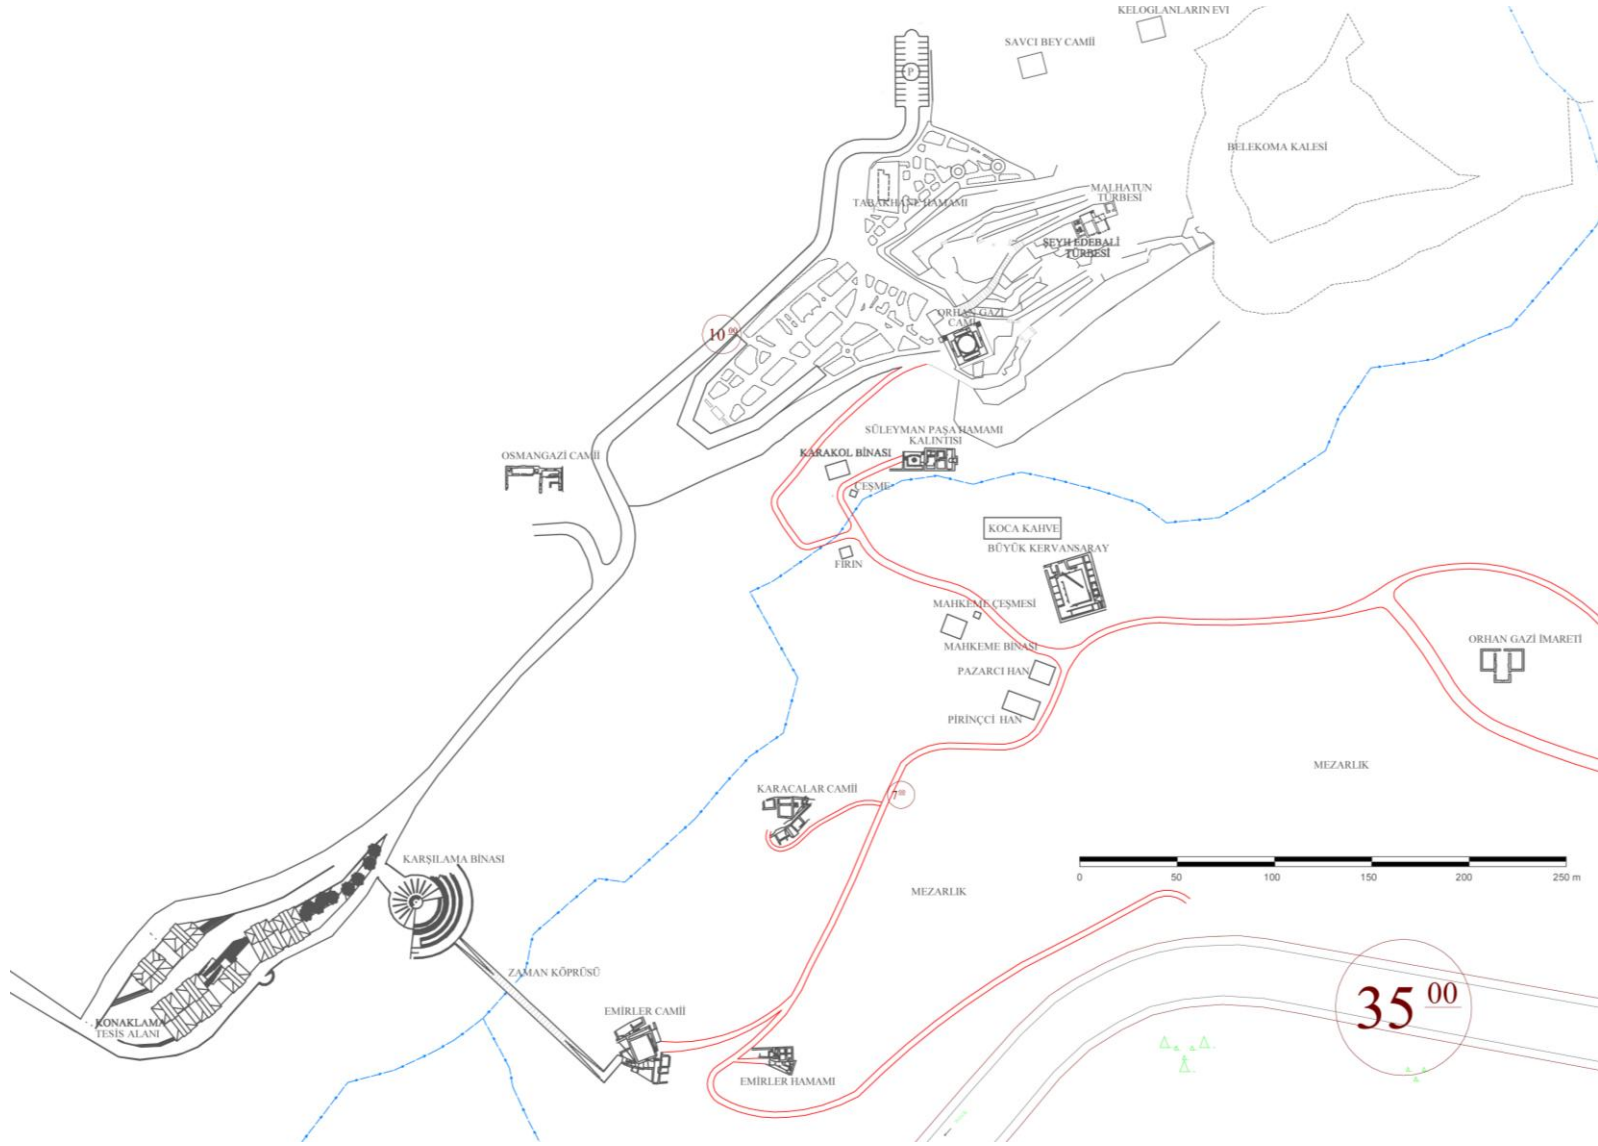 KELOGLANLARIN EVI
SAVCI BEY CAMİİ
P
BELEKOMA KALESİ
MALHATUN
TÜRBESİ
TABAKHANE HAMAMI
ŞEYH EDEBALİ
TÜRBESİ
ORHAN GAZİ
CAMİ
10 00
SÜLEYMAN PAŞA HAMAMI
KALINTISI
KARAKOL BİNASI
OSMANGAZİ CAMİİ
ÇEŞME
KOCA KAHVE
BÜYÜK KERVANSARAY
FIRIN
MAHKEME ÇEŞMESİ
ORHAN GAZİ İMARETİ
MAHKEME BİNASI
PAZARCI HAN
PİRİNÇCİ HAN
MEZARLIK
KARACALAR CAMİİ
7 00
KARŞILAMA BİNASI
0 50 100 150 200 250 m
MEZARLIK
ZAMAN KÖPRÜSÜ
35 00
EMİRLER CAMİİ
KONAKLAMA
TESİS ALANI
EMİRLER HAMAMI